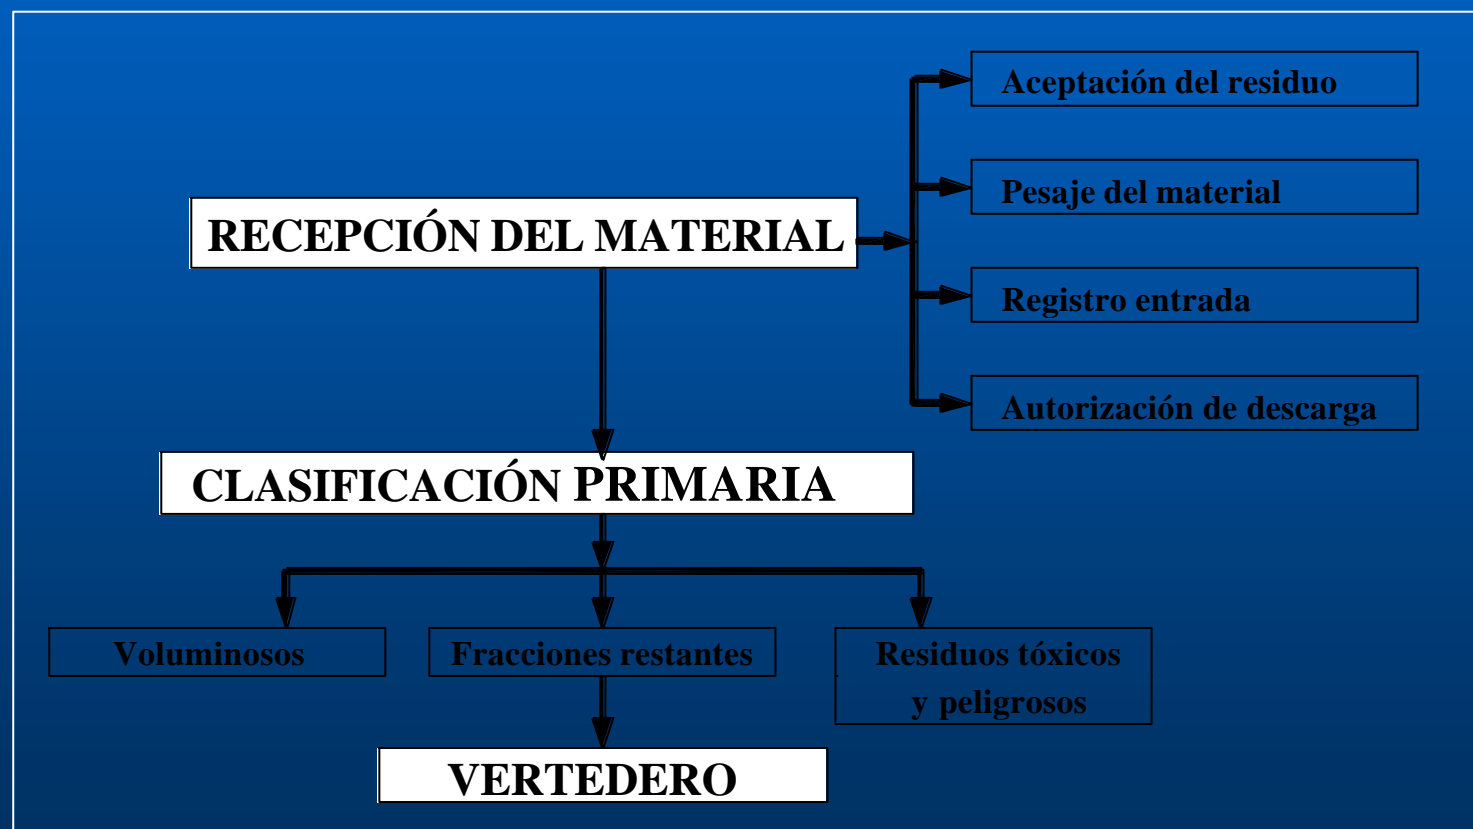 Aceptación del residuo
Pesaje del material
RECEPCIÓN DEL MATERIAL
Registro entrada
Autorización de descarga
CLASIFICACIÓN PRIMARIA
Voluminosos
Fracciones restantes
Residuos tóxicos
y peligrosos
VERTEDERO